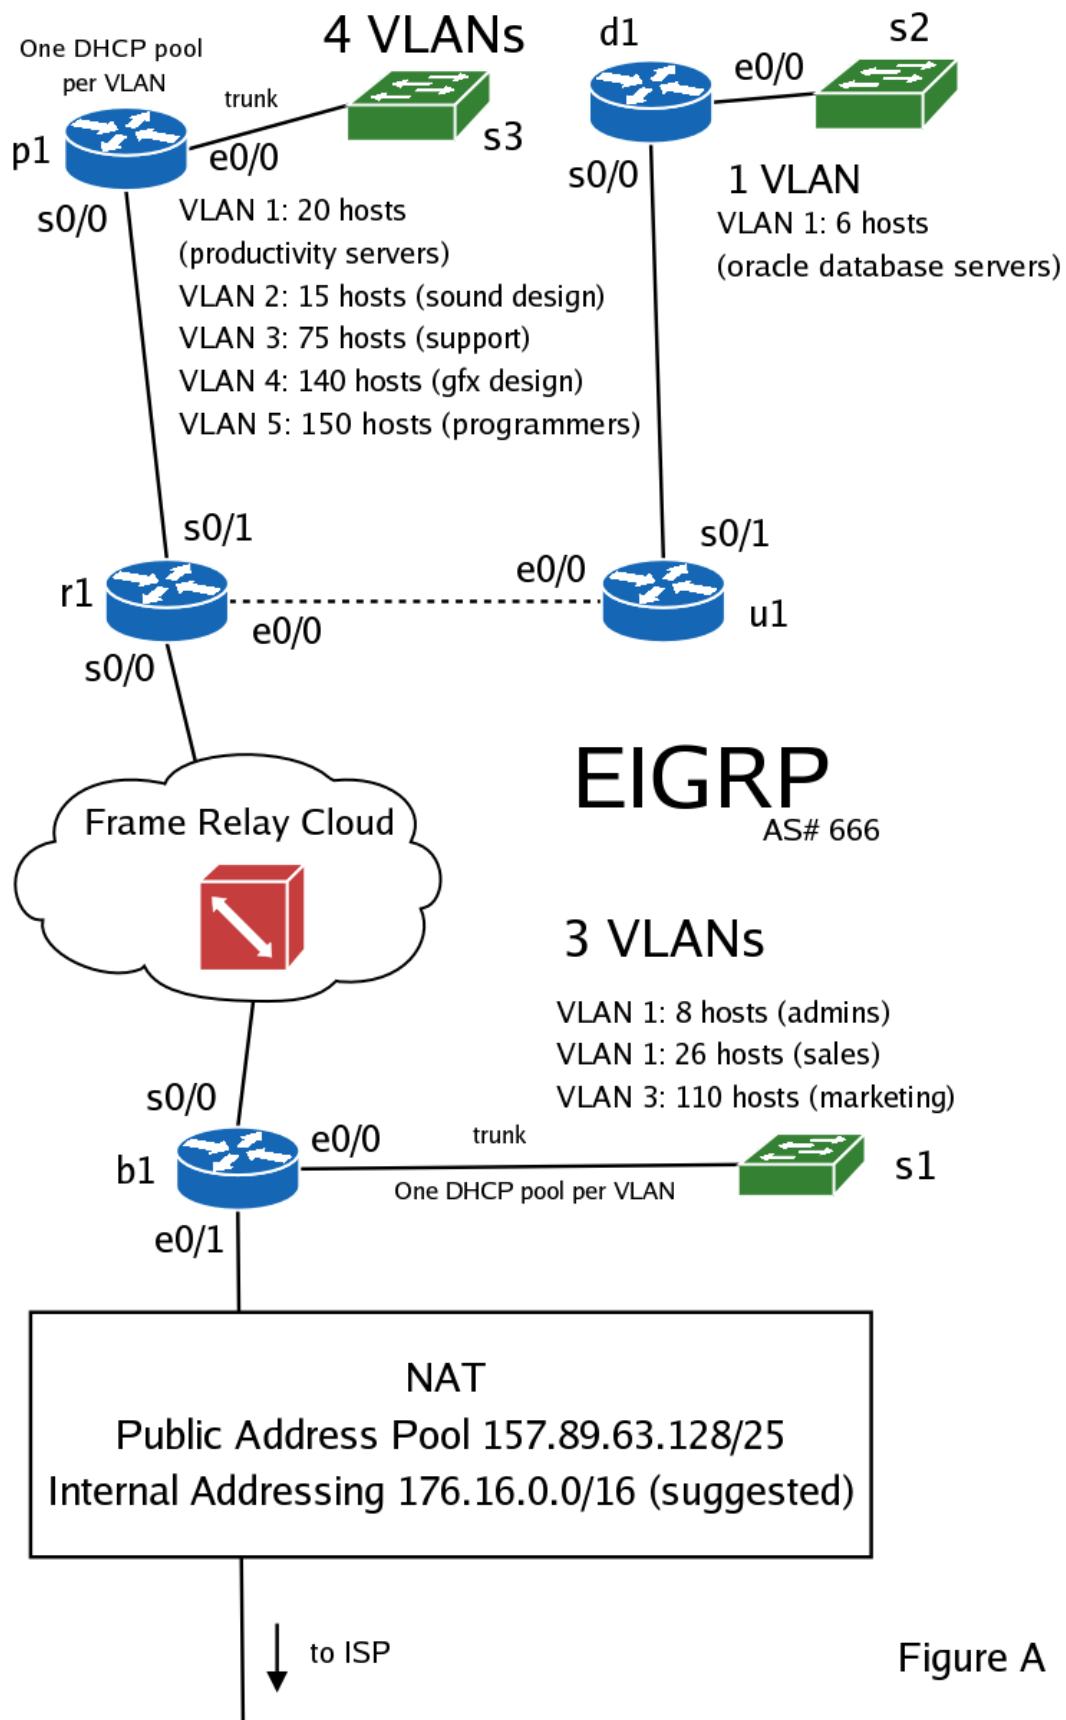 One DHCP pool
per VLAN
4 VLANs
d1
s2
trunk
e0/0
p1
e0/0
s3
s0/0
s0/0
1 VLAN
VLAN 1: 20 hosts
(productivity servers)
VLAN 2: 15 hosts (sound design)
VLAN 3: 75 hosts (support)
VLAN 4: 140 hosts (gfx design)
VLAN 5: 150 hosts (programmers)
VLAN 1: 6 hosts
(oracle database servers)
s0/1
s0/1
r1
e0/0
e0/0
u1
s0/0
EIGRP
AS# 666
Frame Relay Cloud
3 VLANs
VLAN 1: 8 hosts (admins)
VLAN 1: 26 hosts (sales)
VLAN 3: 110 hosts (marketing)
s0/0
e0/0
trunk
b1
One DHCP pool per VLAN
s1
e0/1
NAT
Public Address Pool 157.89.63.128/25
Internal Addressing 176.16.0.0/16 (suggested)
to ISP
Figure A